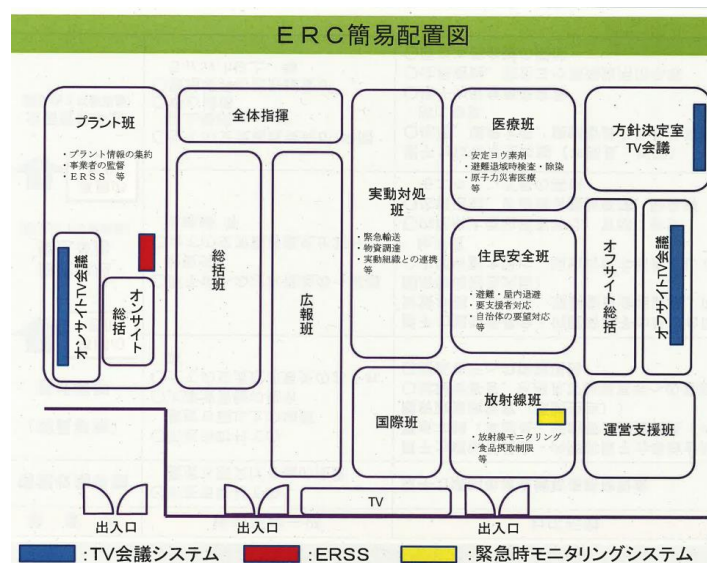 ERC簡易配置図
プラント班
・プラント情報の集約
・事業者の監督
・ERSS 等
オンサイトTV会議
オンサイト
総括
全体指揮
総括班
広報班
実動対処
班
・緊急輸送
・物資調達
・実動組織との連携
等
国際班
TV
医療班
・安定ヨウ素剤
・避難退域時検査・除染
・原子力災害医療
等
住民安全班
・避難・屋内退避
・要支援者対応
・自治体の要望対応
等
放射線班
・放射線モニタリング
・食品摂取制限
等
方針決定室
TV会議
オフサイト総括
オフサイトTV会議
運営支援班
出入口
出入口
出入口
:TV会議システム
:ERSS
:緊急時モニタリングシステム